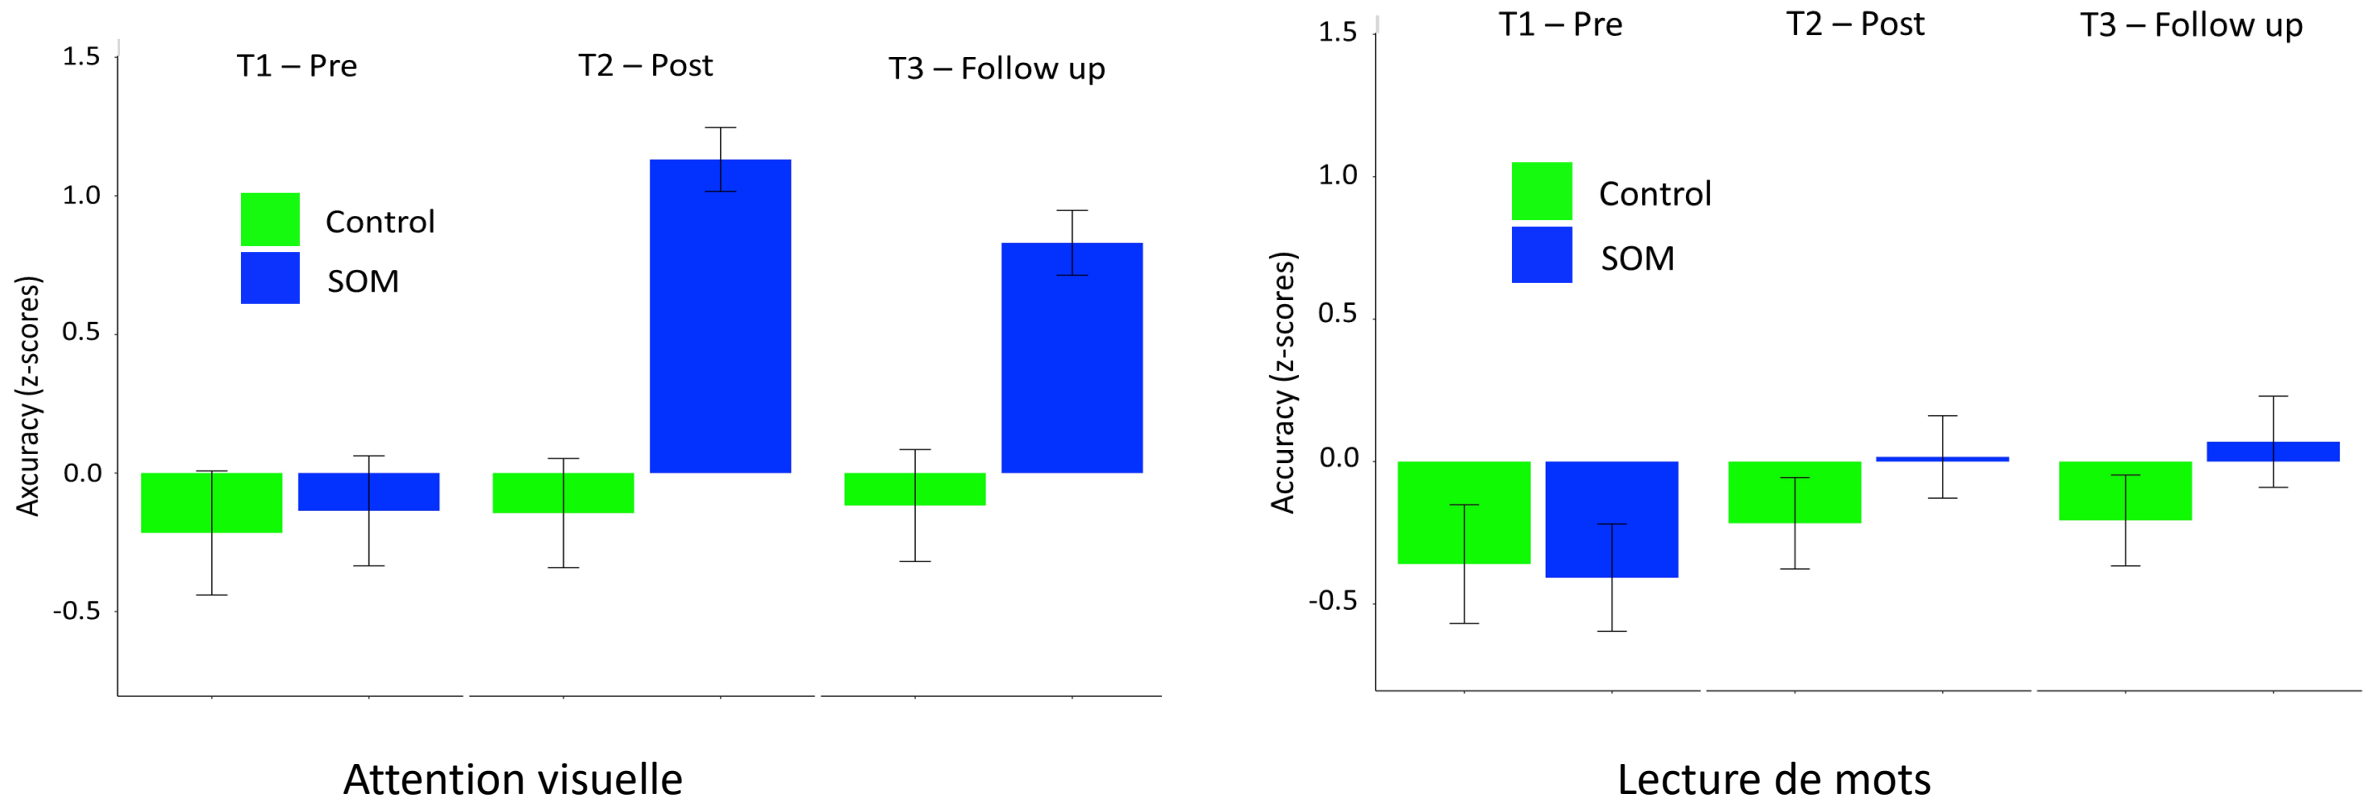 T1 – Pre
T2 – Post
T3 – Follow up
1.5
1.0
0.5
0.0
-0.5
Axcuracy (z-scores)
Control
SOM
Attention visuelle
T1 – Pre
T2 – Post
T3 – Follow up
1.5
1.0
0.5
0.0
-0.5
Accuracy (z-scores)
Control
SOM
Lecture de mots